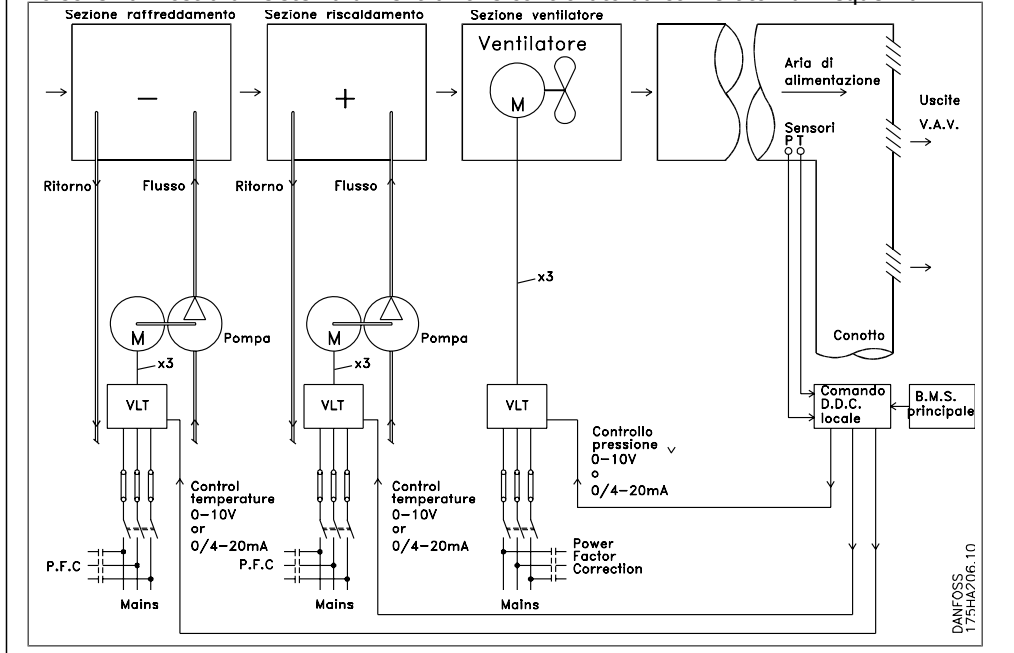 Sezione raffreddamento
Sezione riscaldamento
Sezione ventilatore
Ventilatore
M
−
+
Aria di
alimentazione
Uscite
V.A.V.
Sensori
P T
Ritorno
Flusso
Ritorno
Flusso
x3
M
Pompa
M
Pompa
Conotto
x3
x3
VLT
VLT
VLT
Comando
D.D.C.
locale
B.M.S.
principale
Controllo
pressione
0-10V
o
0/4-20mA
Control
temperature
0-10V
or
0/4-20mA
Control
temperature
0-10V
or
0/4-20mA
P.F.C
P.F.C
Power
Factor
Correction
Mains
Mains
Mains
DANFOSS
175HA206.10